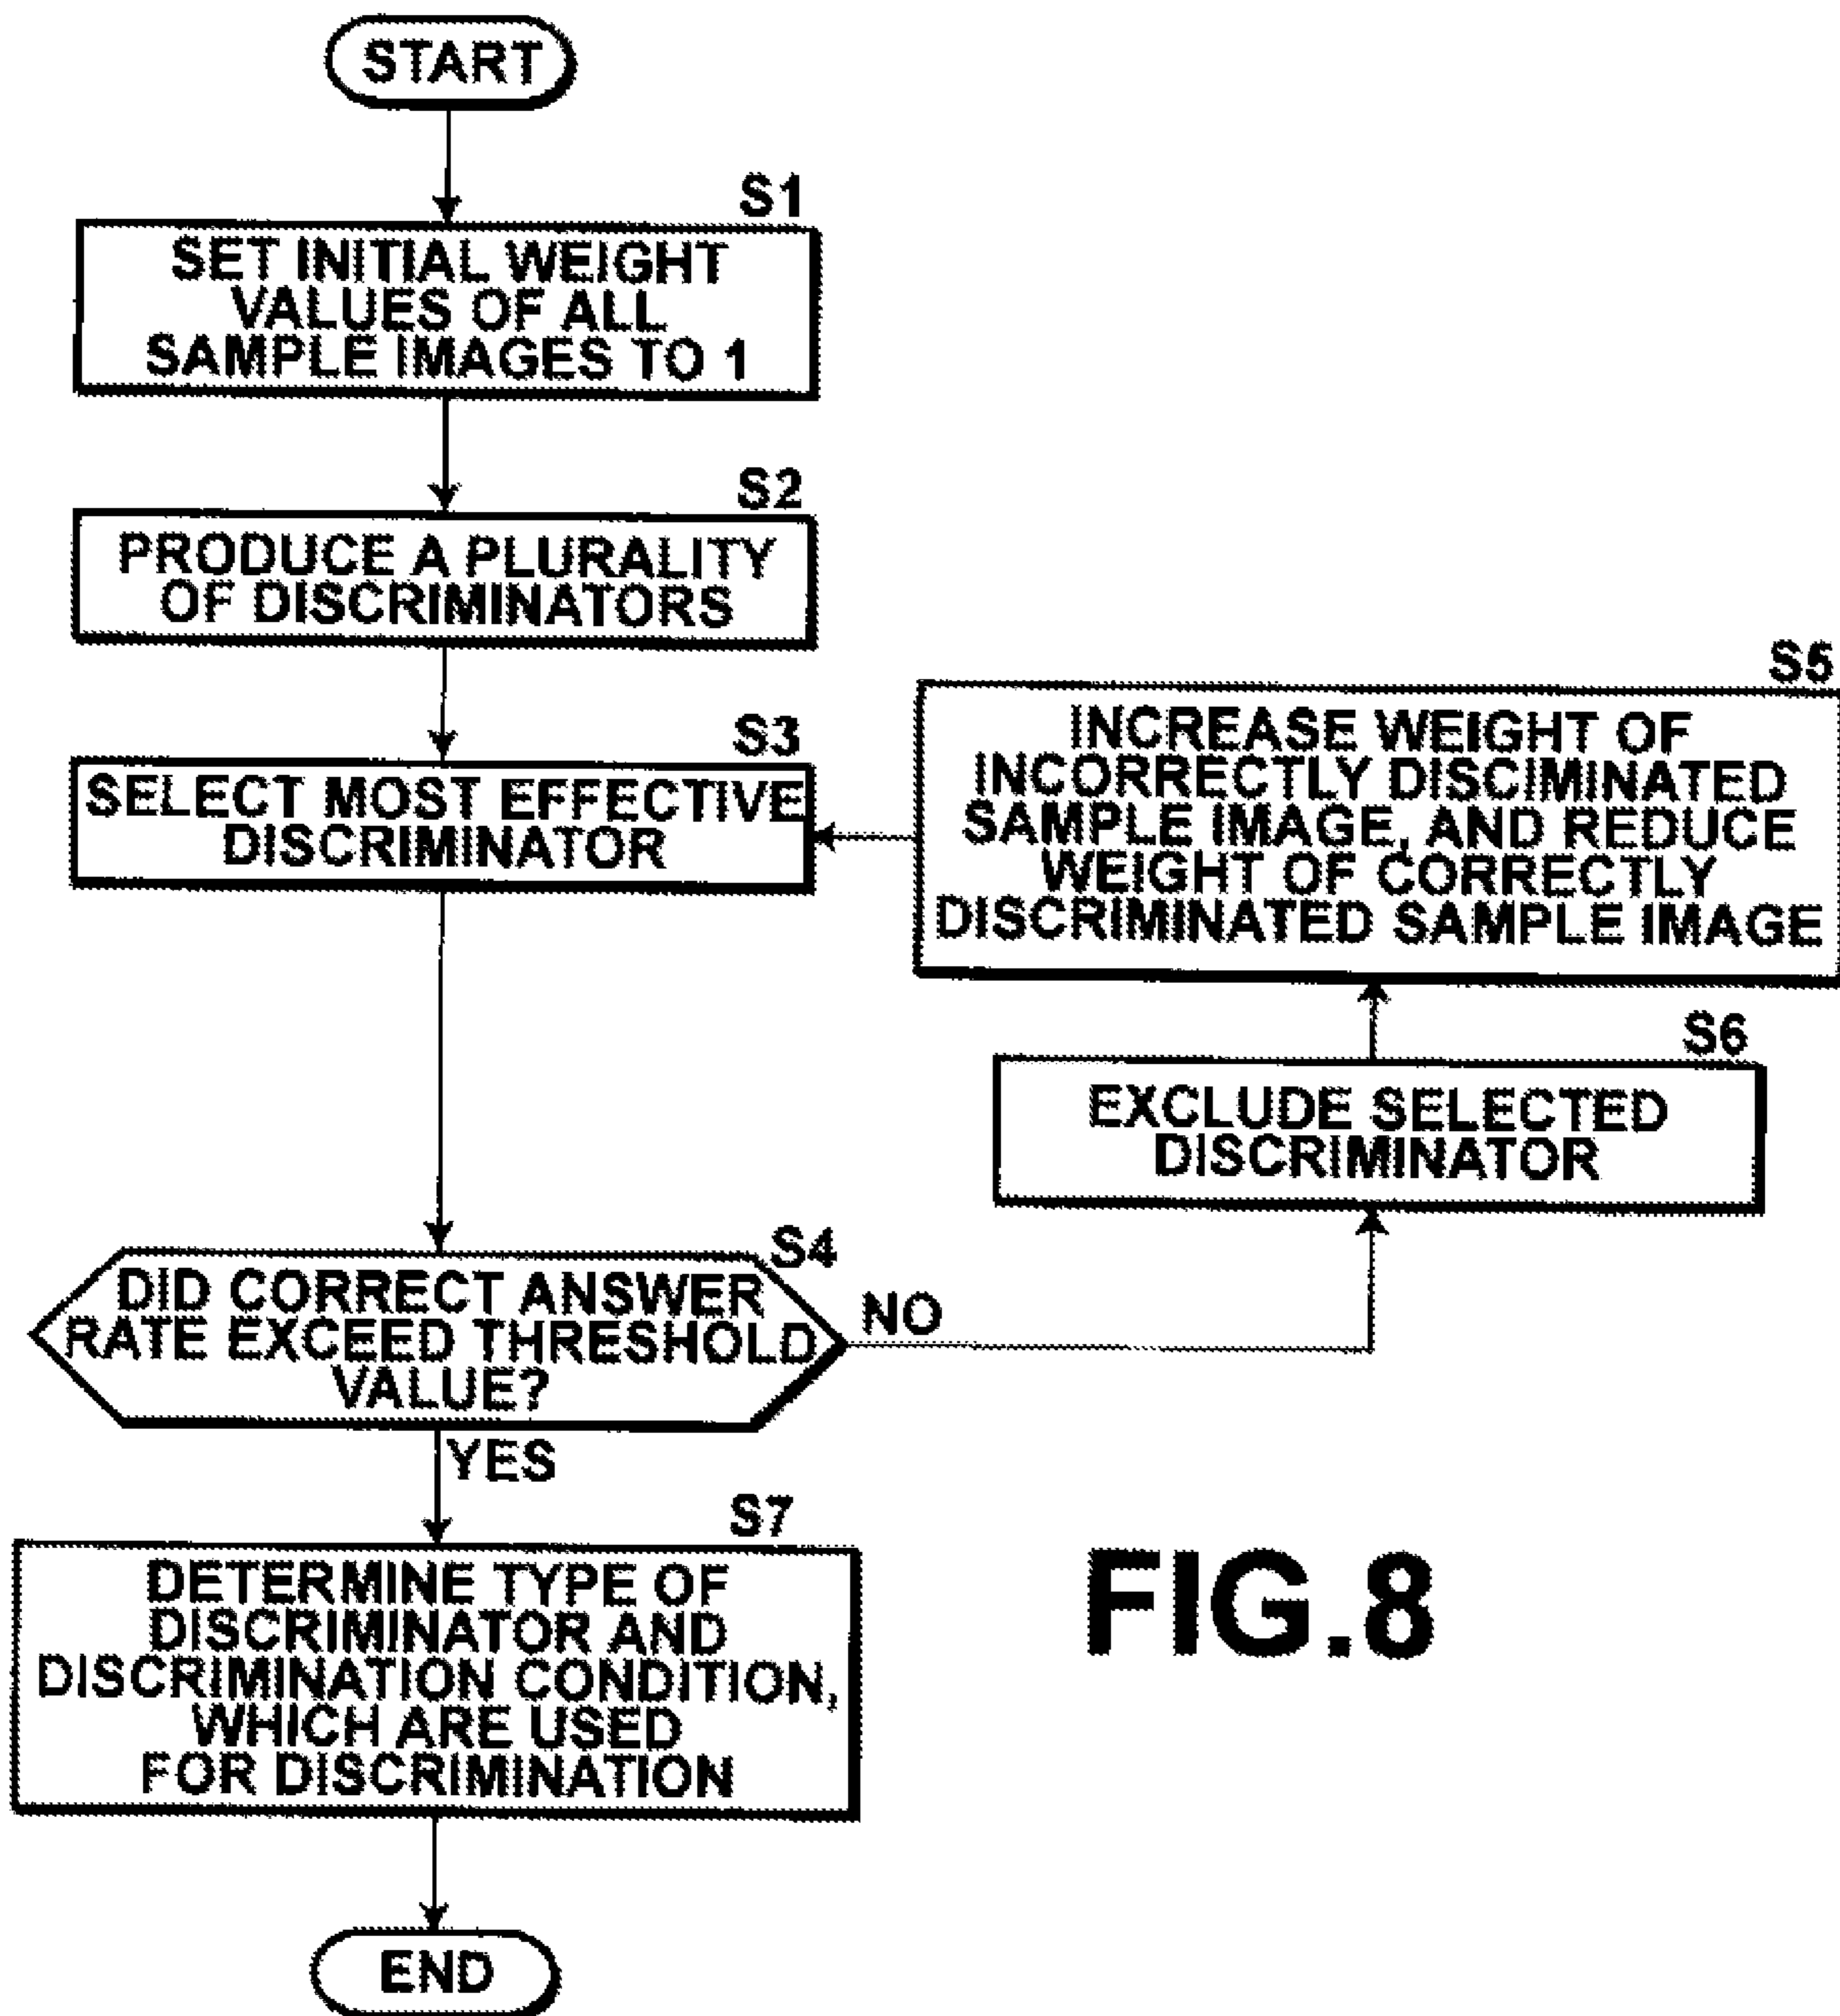 START
S1
SET INITIAL WEIGHT
VALUES OF ALL
SAMPLE IMAGES TO 1
S2
PRODUCE A PLURALITY
OF DISCRIMINATORS
S3
SELECT MOST EFFECTIVE
DISCRIMINATOR
S5
INCREASE WEIGHT OF
INCORRECTLY DISCIMINATED
SAMPLE IMAGE, AND REDUCE
WEIGHT OF CORRECTLY
DISCRIMINATED SAMPLE IMAGE
S6
EXCLUDE SELECTED
DISCRIMINATOR
S4
DID CORRECT ANSWER
RATE EXCEED THRESHOLD
VALUE?
NO
YES
S7
DETERMINE TYPE OF
DISCRIMINATOR AND
DISCRIMINATION CONDITION,
WHICH ARE USED
FOR DISCRIMINATION
END
FIG.8